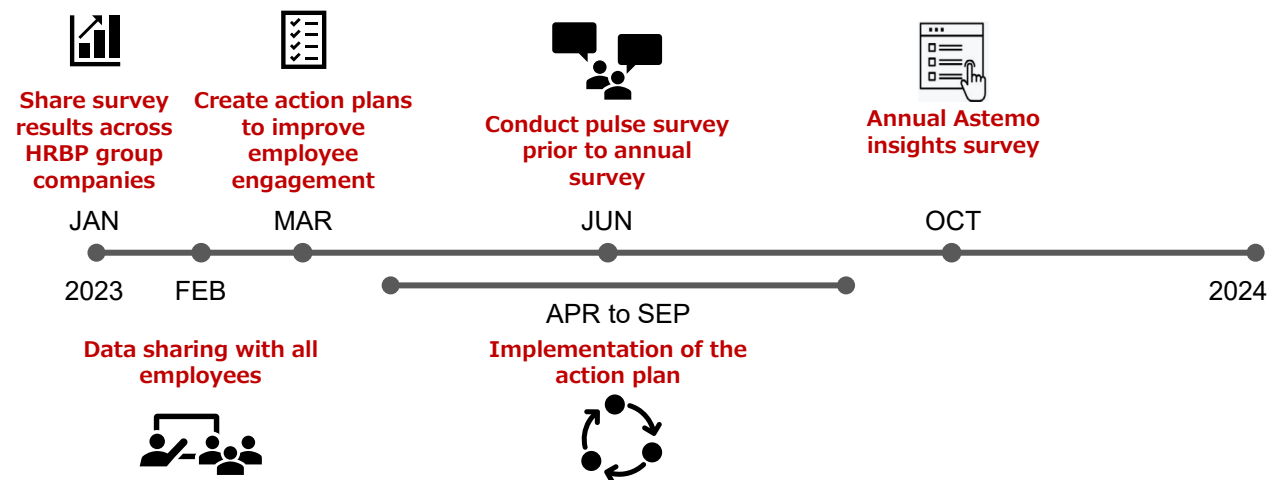 Share survey
results across
HRBP group
companies
Create action plans
to improve
employee
engagement
Conduct pulse survey
prior to annual
survey
Annual Astemo
insights survey
JAN
MAR
JUN
OCT
2023
FEB
APR to SEP
2024
Data sharing with all
employees
Implementation of the
action plan